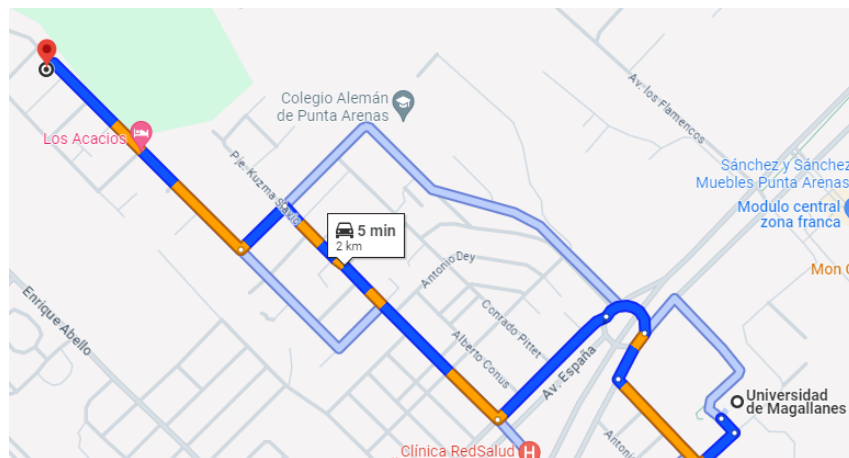 Av. los Flamencos
Colegio Alemán
de Punta Arenas
Los Acacios
Pje. Kuzma Slavic
Sánchez y Sánchez
Muebles Punta Arenas
Modulo central
zona franca
5 min
2 km
Antonio Dey
Mon
Enrique Abello
Conrado Pittet
Alberto Conus
Av. España
Universidad
de Magallanes
Antonio
Clínica RedSalud
H